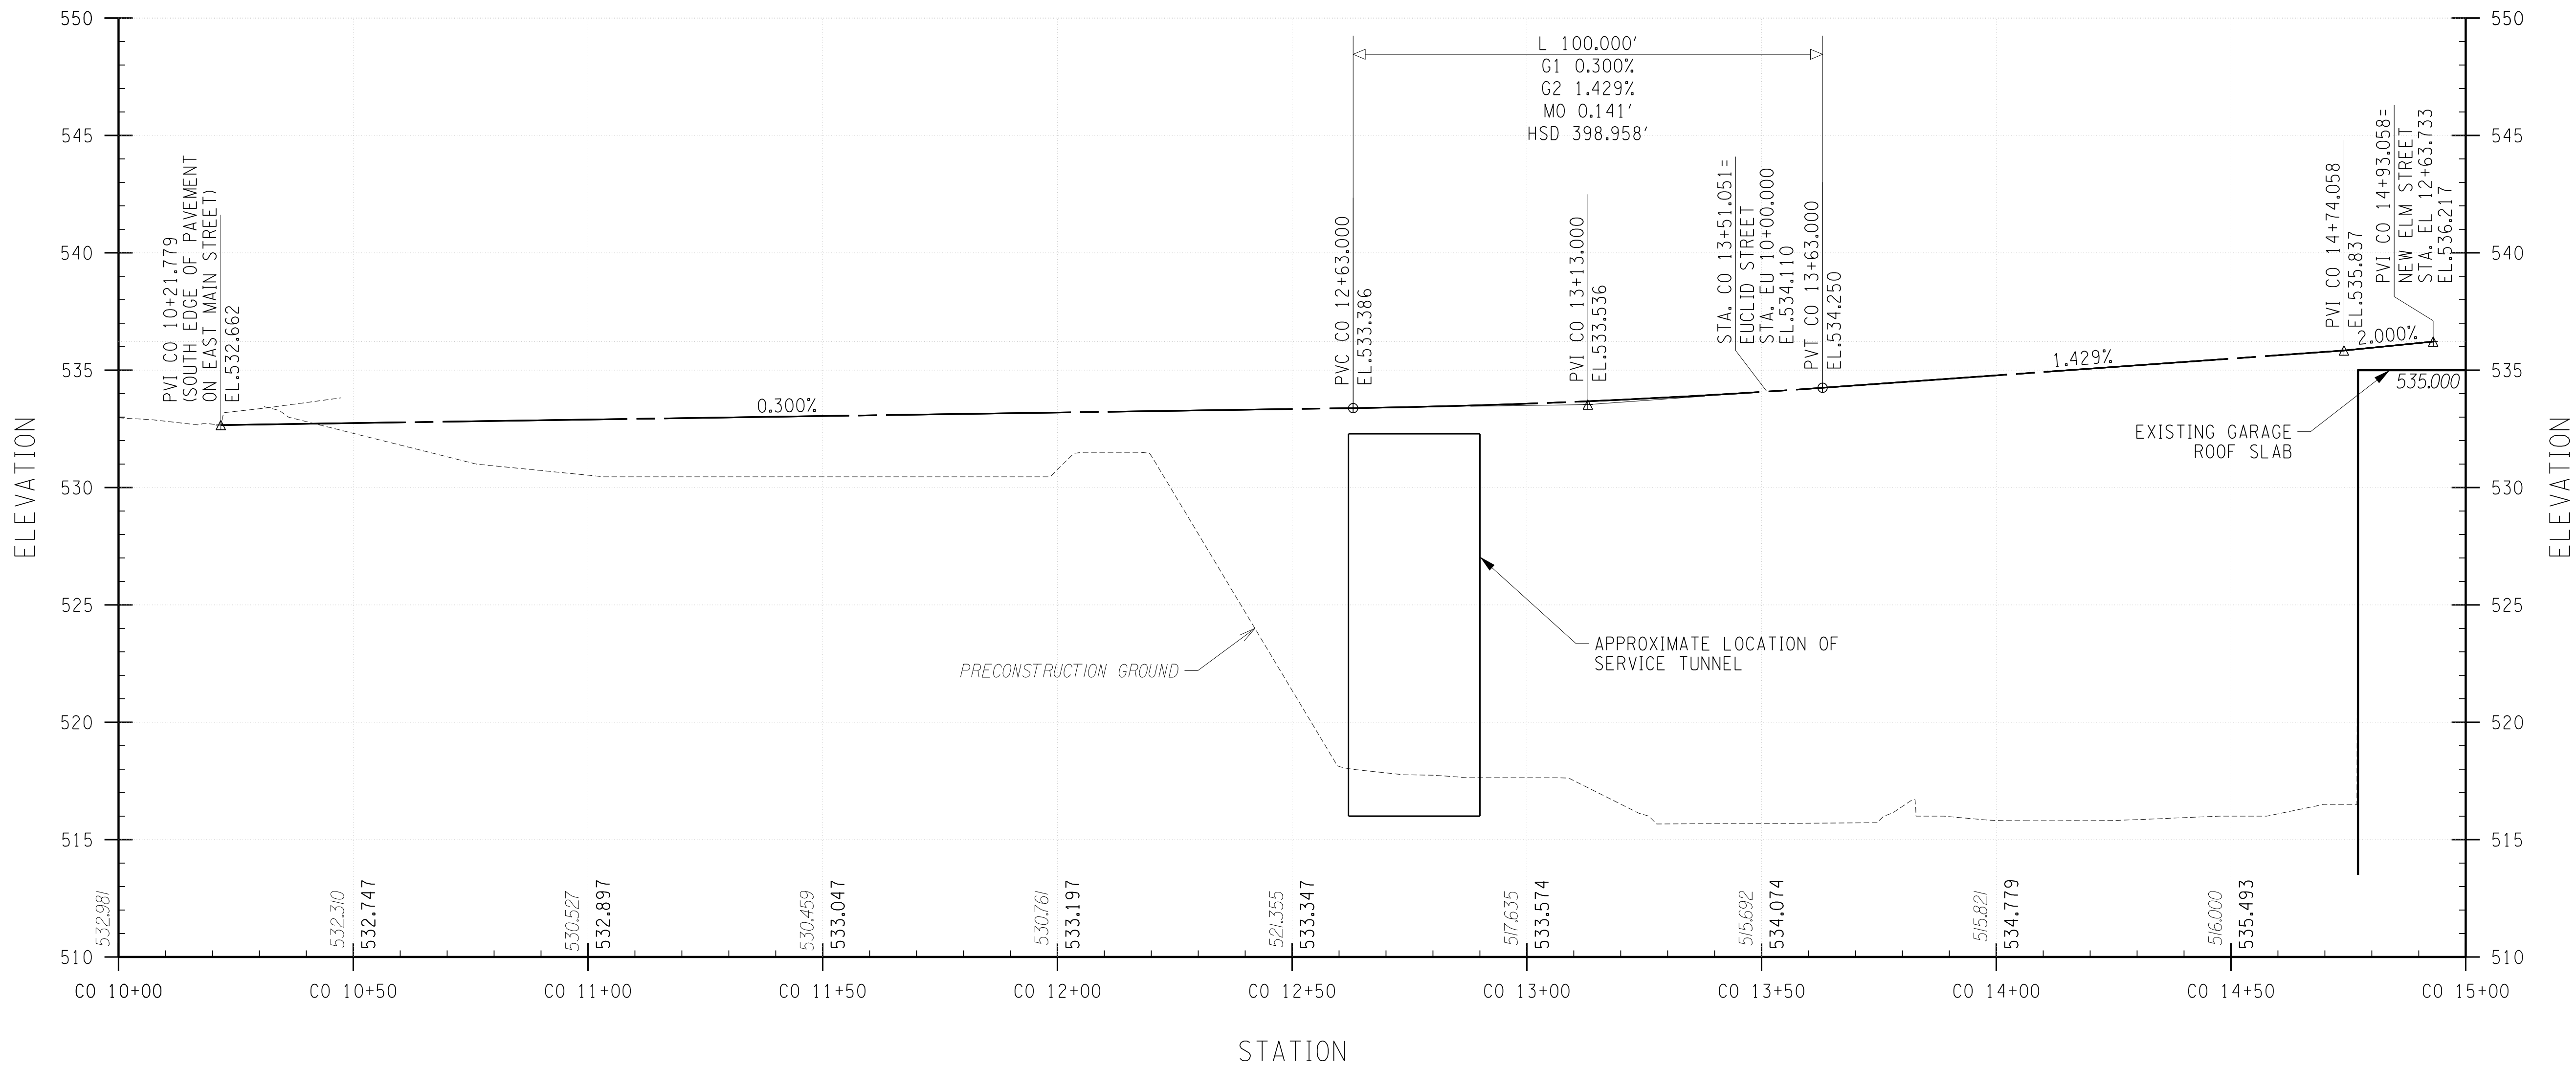 550
545
540
535
530
525
520
515
510
ELEVATION
L 100.000'
G1 0.300%
G2 1.429%
MO 0.141'
HSD 398.958'
PVI CO 10+21.779
(SOUTH EDGE OF PAVEMENT
ON EAST MAIN STREET)
EL.532.662
0.300%
PVC CO 12+63.000
EL.533.386
PVI CO 13+13.000
EL.533.536
STA. CO 13+51.051=
EUCLID STREET
STA. EU 10+00.000
EL.534.110
PVT CO 13+63.000
EL.534.250
1.429%
PVI CO 14+74.058
EL.535.837
2.000%
PVI CO 14+93.058=
NEW ELM STREET
STA. EL 12+63.733
EL.536.217
535.000
EXISTING GARAGE
ROOF SLAB
PRECONSTRUCTION GROUND
APPROXIMATE LOCATION OF
SERVICE TUNNEL
550
545
540
535
530
525
520
515
510
ELEVATION
532.981
532.310
532.747
530.527
532.897
530.459
533.047
530.761
533.197
521.355
533.347
517.635
533.574
515.692
534.074
515.821
534.779
516.000
535.493
CO 10+00
CO 10+50
CO 11+00
CO 11+50
CO 12+00
CO 12+50
CO 13+00
CO 13+50
CO 14+00
CO 14+50
CO 15+00
STATION